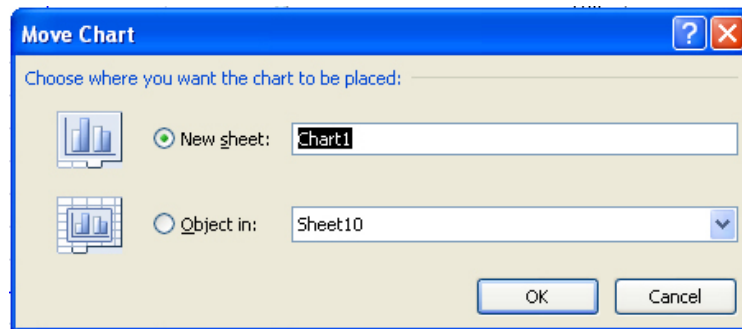 Move Chart
Choose where you want the chart to be placed:
New sheet: Chart1
Object in: Sheet10
OK Cancel